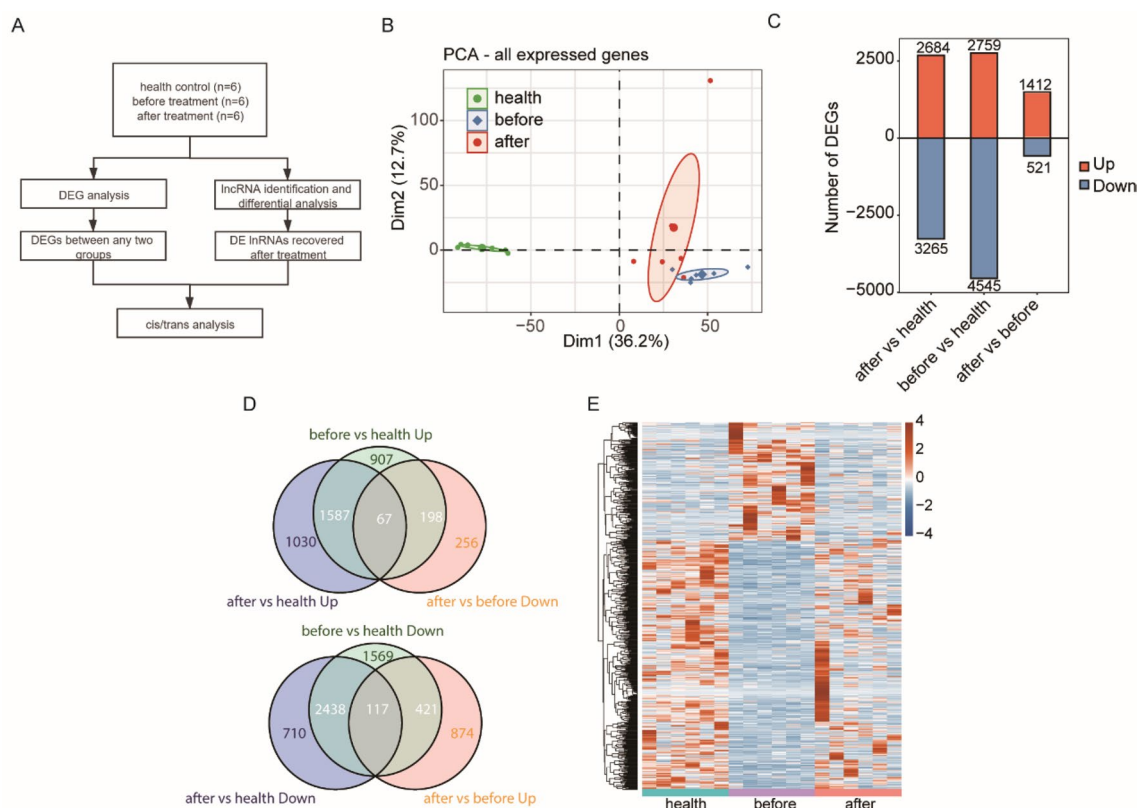 A
health control (n=6)
before treatment (n=6)
after treatment (n=6)
DEG analysis
lncRNA identification and
differential analysis
DEGs between any two
groups
DE lnRNAs recovered
after treatment
cis/trans analysis
B
PCA - all expressed genes
health
before
after
Dim2 (12.7%)
100
50
0
0
50
−50
Dim1 (36.2%)
C
Number of DEGs
2500
0
−2500
−5000
2684
2759
1412
3265
4545
521
Up
Down
after vs health
before vs health
after vs before
D
before vs health Up
907
1587
67
198
1030
256
after vs health Up
after vs before Down
before vs health Down
1569
2438
117
421
710
874
after vs health Down
after vs before Up
E
4
2
0
−2
−4
health
before
after